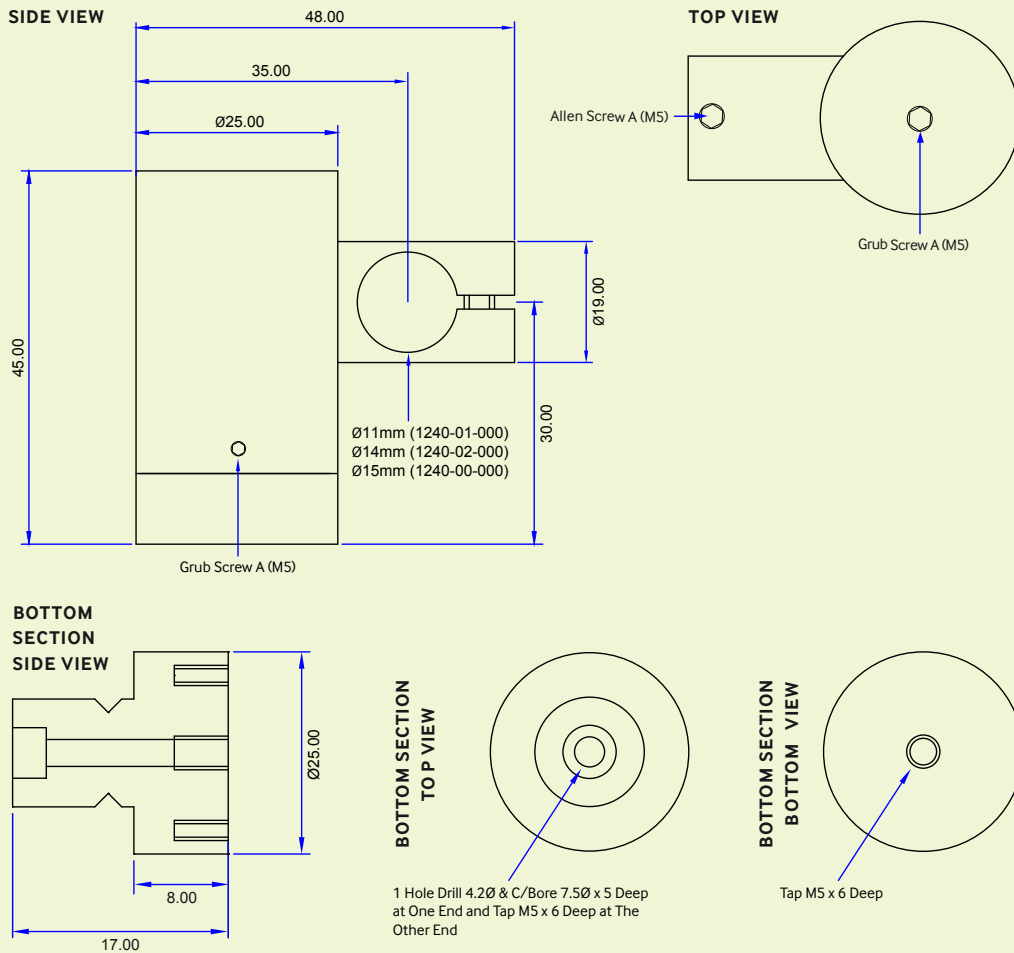 SIDE VIEW
48.00
35.00
Ø25.00
45.00
Ø19.00
30.00
Ø11mm (1240-01-000)
Ø14mm (1240-02-000)
Ø15mm (1240-00-000)
Grub Screw A (M5)
TOP VIEW
Allen Screw A (M5)
Grub Screw A (M5)
BOTTOM
SECTION
SIDE VIEW
Ø25.00
8.00
17.00
BOTTOM SECTION
TOP VIEW
1 Hole Drill 4.2Ø & C/Bore 7.5Ø x 5 Deep
at One End and Tap M5 x 6 Deep at The
Other End
BOTTOM SECTION
BOTTOM VIEW
Tap M5 x 6 Deep